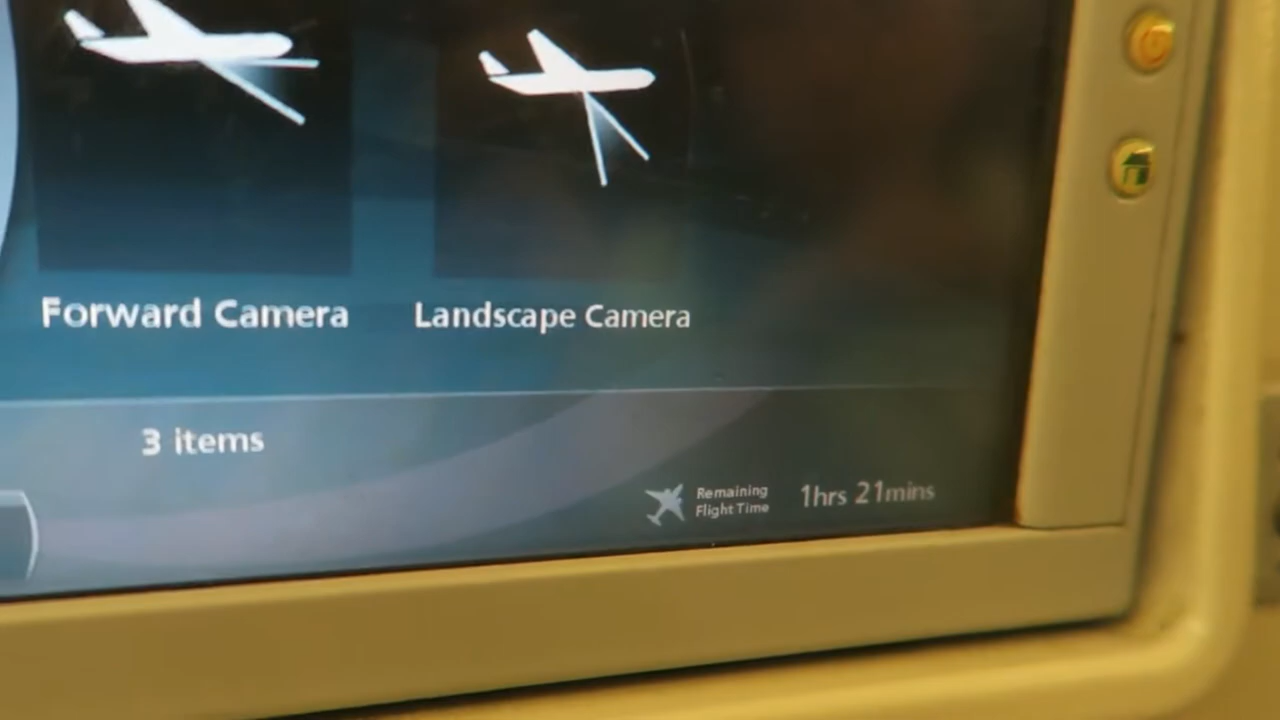 Forward Camera
Landscape Camera
3 items
Remaining
Flight Time
1hrs 21mins